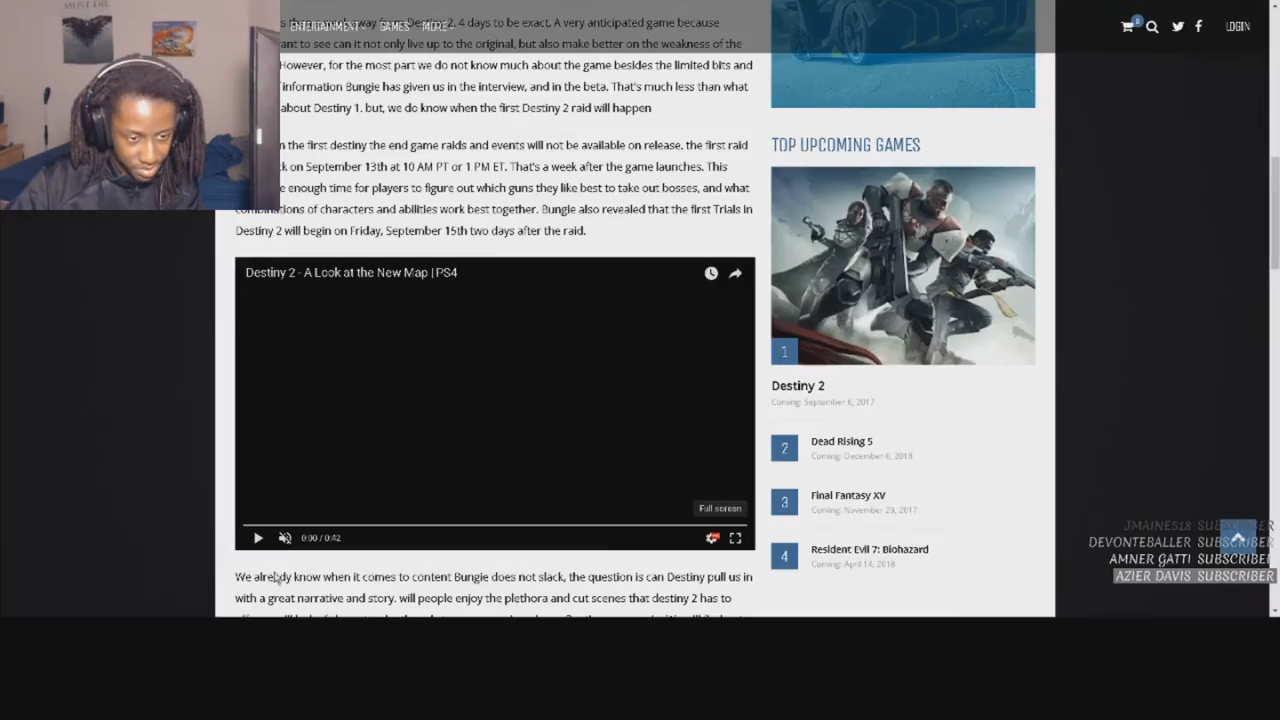 MUST DIE
ENTERTAINMENT GAMES MORE
0
LOGIN
2. 4 days to be exact. A very anticipated game because
ant to see can it not only live up to the original, but also make better on the weakness of the
However, for the most part we do not know much about the game besides the limited bits and
information Bungie has given us in the interview, and in the beta. That's much less than what
about Destiny 1. but, we do know when the first Destiny 2 raid will happen
n the first destiny the end game raids and events will not be available on release. the first raid
k on September 13th at 10 AM PT or 1 PM ET. That's a week after the game launches. This
e enough time for players to figure out which guns they like best to take out bosses, and what
combinations of characters and abilities work best together. Bungie also revealed that the first Trials in
Destiny 2 will begin on Friday, September 15th two days after the raid.
Destiny 2 - A Look at the New Map | PS4
Full screen
0:00 / 0:42
We already know when it comes to content Bungie does not slack, the question is can Destiny pull us in
with a great narrative and story. will people enjoy the plethora and cut scenes that destiny 2 has to
TOP UPCOMING GAMES
1
Destiny 2
Coming: September 6, 2017
2
Dead Rising 5
Coming: December 6, 2018
3
Final Fantasy XV
Coming: November 29, 2017
4
Resident Evil 7: Biohazard
Coming: April 14, 2018
JMAINES18 SUBSCRIBER
DEVONTEBALLER SUBSCRIBER
AMNER GATTI SUBSCRIBER
AZIER DAVIS SUBSCRIBER